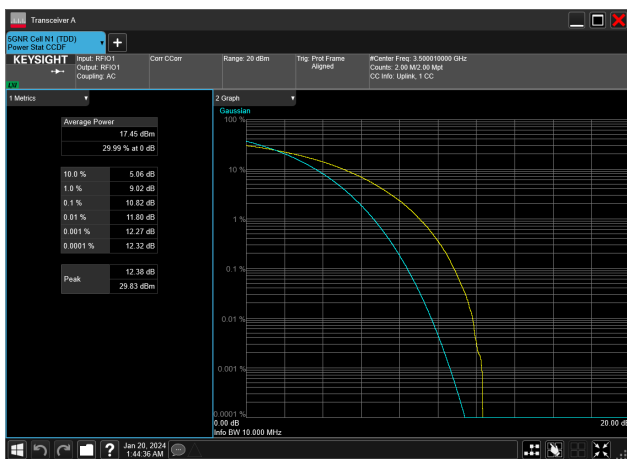 Transceiver A
5GNR Cell N1 (TDD)
Power Stat CCDF
KEYSIGHT
LXI
Input: RFIO1
Output: RFIO1
Coupling: AC
Corr CCorr
Range: 20 dBm
Trig: Prot Frame
Aligned
#Center Freq: 3.500010000 GHz
Counts: 2.00 M/2.00 Mpt
CC Info: Uplink, 1 CC
1 Metrics
Average Power
17.45 dBm
29.99 % at 0 dB
10.0 % 5.06 dB
1.0 % 9.02 dB
0.1 % 10.82 dB
0.01 % 11.80 dB
0.001 % 12.27 dB
0.0001 % 12.32 dB
Peak
12.38 dB
29.83 dBm
2 Graph
Gaussian
100 %
10 %
1 %
0.1 %
0.01 %
0.001 %
0.0001 %
0.00 dB
20.00 dB
Info BW 10.000 MHz
Jan 20, 2024
1:44:36 AM